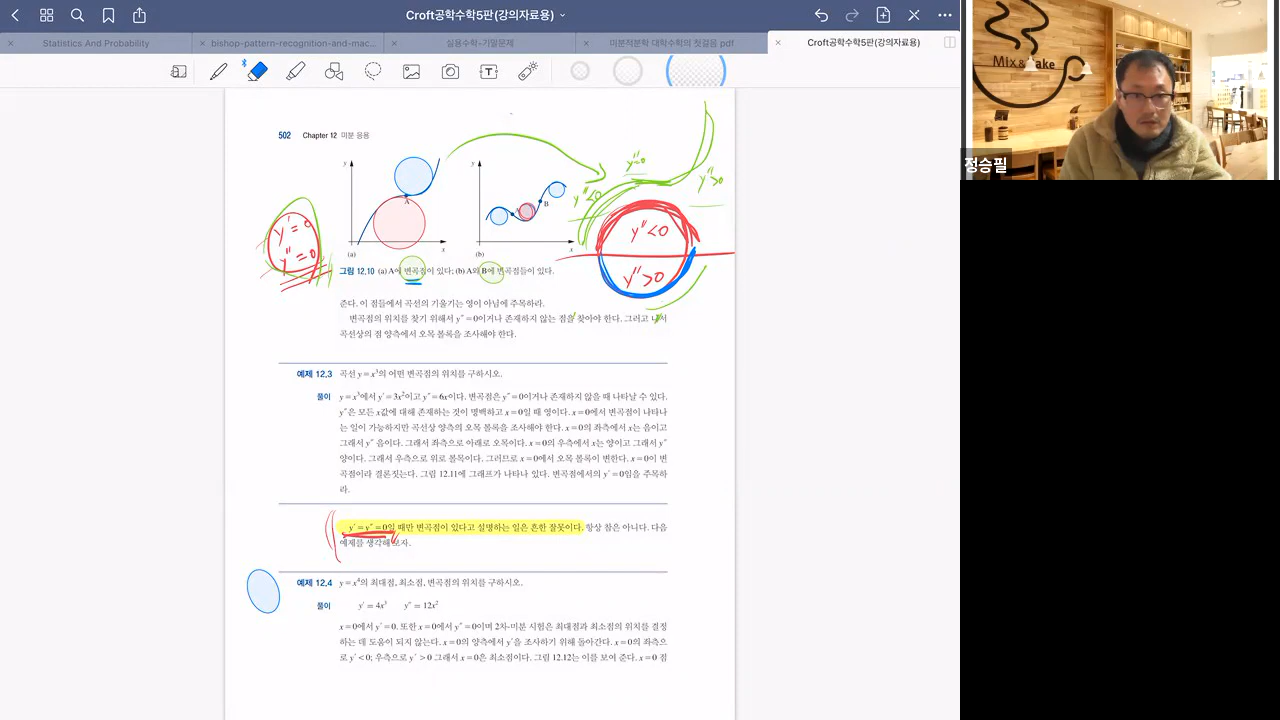 Croft공학수학5판(강의자료용)
Statistics And Probability
bishop-pattern-recognition-and-mac...
실용수학-기말문제
미분적분학 대학수학의 첫걸음.pdf
Croft공학수학5판(강의자료용)
Mix&Bake
정승필
502 Chapter 12 미분 응용
y
A
x
(a)
y
B
x
(b)
y'=0
y''=0
y''<0
y''=0
y''>0
y''<0
y''>0
그림 12.10 (a) A에 변곡점이 있다; (b) A와 B에 변곡점들이 있다.
준다. 이 점들에서 곡선의 기울기는 영이 아님에 주목하라.
변곡점의 위치를 찾기 위해서 y″=0이거나 존재하지 않는 점을 찾아야 한다. 그러고 나서
곡선상의 점 양측에서 오목 볼록을 조사해야 한다.
예제 12.3 곡선 y=x³의 어떤 변곡점의 위치를 구하시오.
풀이 y=x³에서 y′=3x²이고 y″=6x이다. 변곡점은 y″=0이거나 존재하지 않을 때 나타날 수 있다.
y″은 모든 x값에 대해 존재하는 것이 명백하고 x=0일 때 영이다. x=0에서 변곡점이 나타나
는 일이 가능하지만 곡선상 양측의 오목 볼록을 조사해야 한다. x=0의 좌측에서 x는 음이고
그래서 y″ 음이다. 그래서 좌측으로 아래로 오목이다. x=0의 우측에서 x는 양이고 그래서 y″
양이다. 그래서 우측으로 위로 볼목이다. 그러므로 x=0에서 오목 볼록이 변한다. x=0이 변
곡점이라 결론짓는다. 그림 12.11에 그래프가 나타나 있다. 변곡점에서의 y′=0임을 주목하
라.
y′=y″=0일 때만 변곡점이 있다고 설명하는 일은 흔한 잘못이다. 항상 참은 아니다. 다음
예제를 생각해 보자.
예제 12.4 y=x⁴의 최대점, 최소점, 변곡점의 위치를 구하시오.
풀이 y′=4x³ y″=12x²
x=0에서 y′=0. 또한 x=0에서 y″=0이며 2차-미분 시험은 최대점과 최소점의 위치를 결정
하는 데 도움이 되지 않는다. x=0의 양측에서 y′을 조사하기 위해 돌아간다. x=0의 좌측으
로 y′<0; 우측으로 y′>0 그래서 x=0은 최소점이다. 그림 12.12는 이를 보여 준다. x=0 점